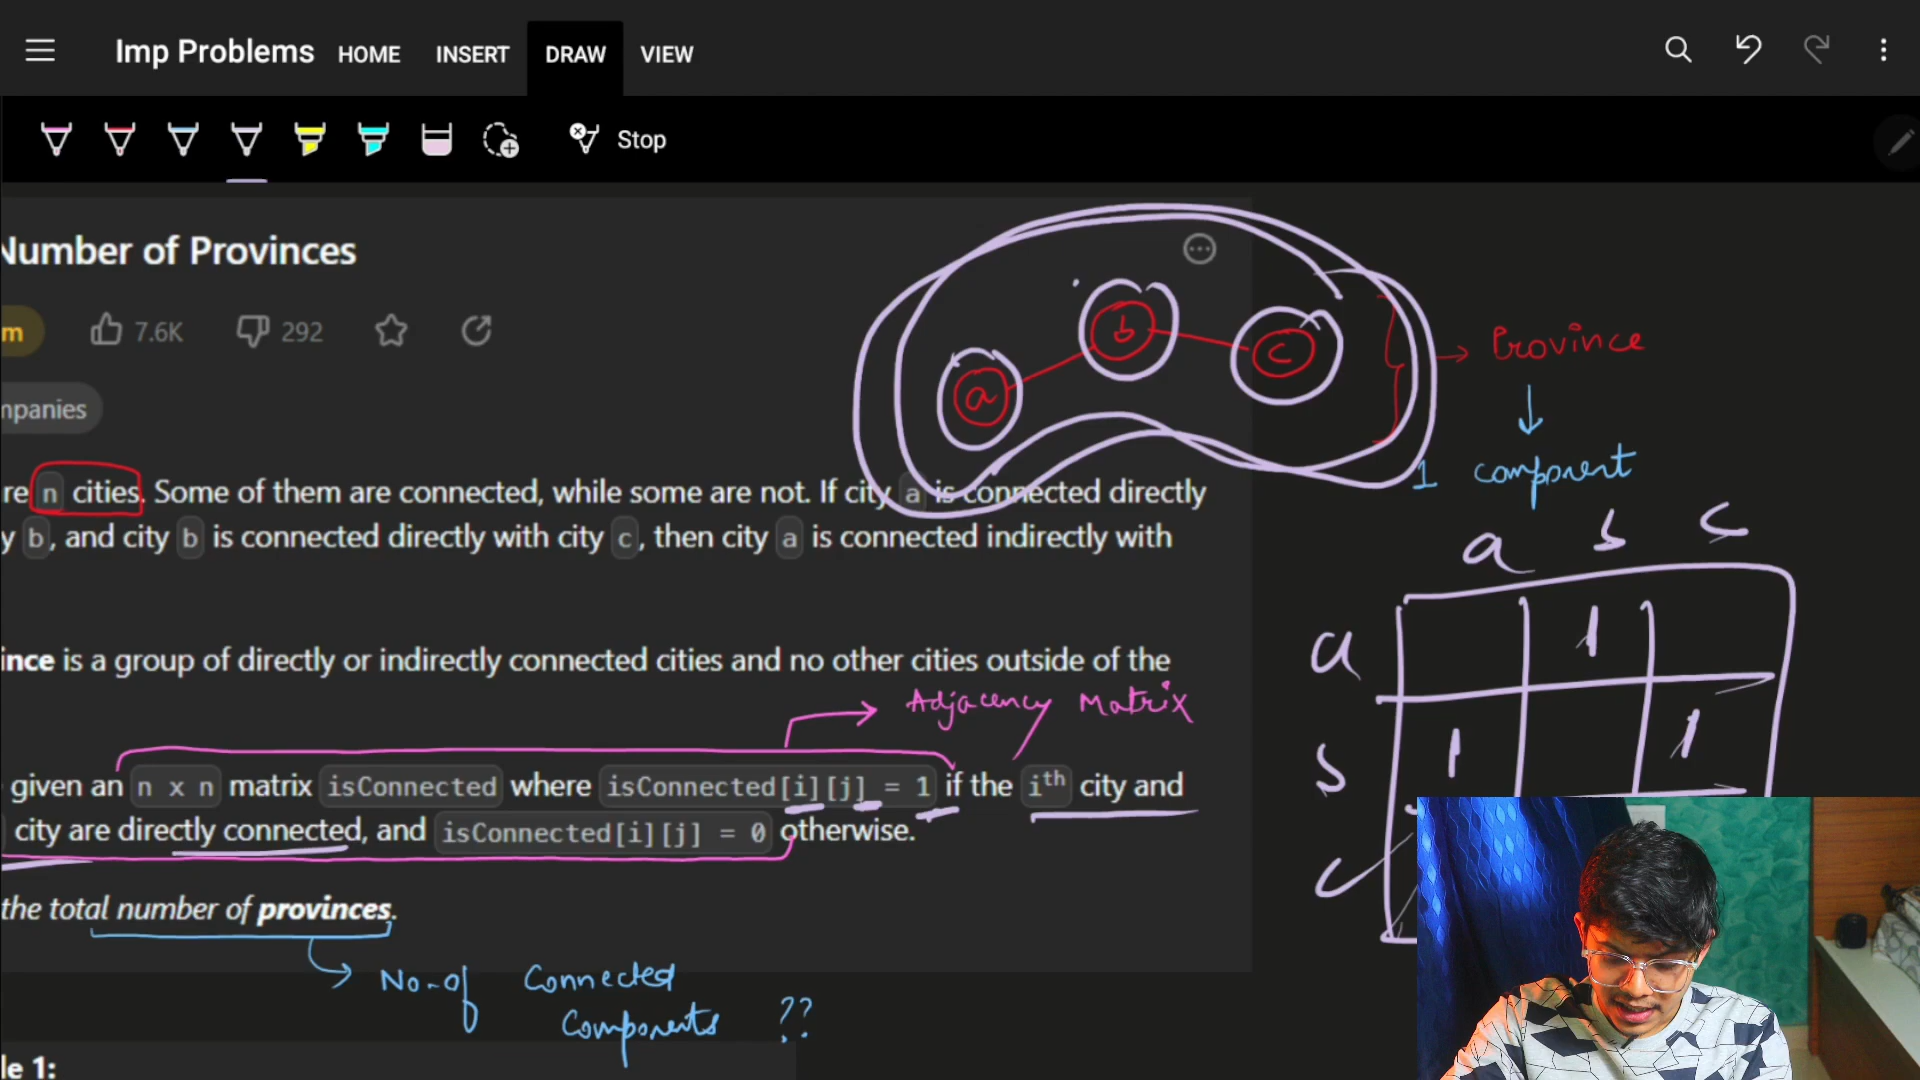 Imp Problems HOME INSERT DRAW VIEW
Stop
Number of Provinces
m 7.6K 292
mpanies
re n cities. Some of them are connected, while some are not. If city a is connected directly
y b, and city b is connected directly with city c, then city a is connected indirectly with
ince is a group of directly or indirectly connected cities and no other cities outside of the
given an n x n matrix isConnected where isConnected[i][j] = 1 if the ith city and
city are directly connected, and isConnected[i][j] = 0 otherwise.
the total number of provinces.
le 1:
a b c
Province
1 component
Adjacency Matrix
No. of Connected
Components ??
a b c
a 1
b 1 1
c